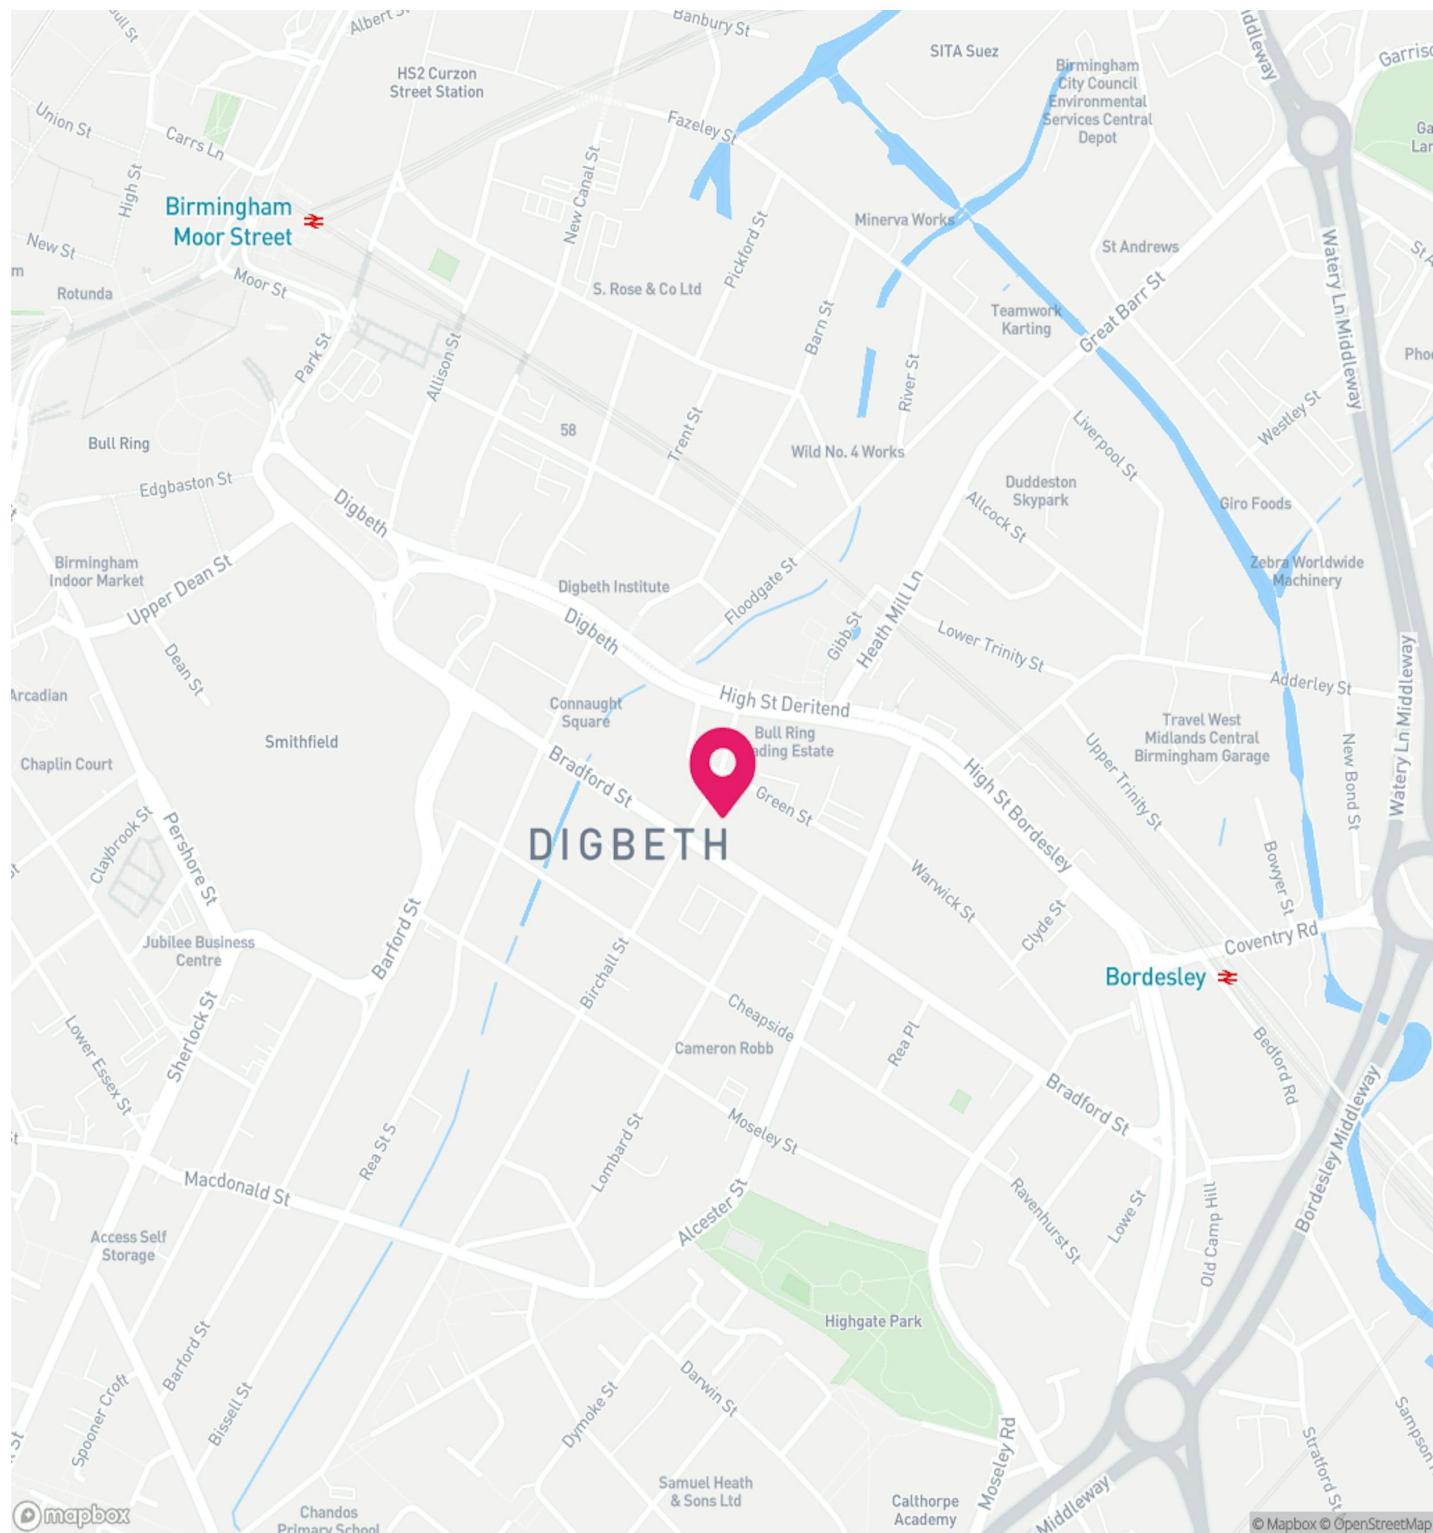 Albert St
Banbury St
SITA Suez
Middleway
Garriso
HS2 Curzon
Street Station
Birmingham
City Council
Environmental
Services Central
Depot
Union St
Carrs Ln
Fazeley St
High St
New Canal St
Birmingham
Moor Street
Pickford St
Minerva Works
St Andrews
New St
Moor St
S. Rose & Co Ltd
Rotunda
Great Barr St
Watery Ln Middleway
Teamwork
Karting
Barn St
Park St
Allison St
River St
Bull Ring
58
Trent St
Wild No. 4 Works
Liverpool St
Westley St
Edgbaston St
Digbeth
Duddeston
Skypark
Allcock St
Giro Foods
Birmingham
Indoor Market
Upper Dean St
Digbeth Institute
Floodgate St
Zebra Worldwide
Machinery
Heath Mill Ln
Digbeth
Gibb St
Lower Trinity St
Dean St
Adderley St
Watery Ln Middleway
Arcadian
Connaught
Square
High St Deritend
Travel West
Midlands Central
Birmingham Garage
Smithfield
Bull Ring
ading Estate
Chaplin Court
Bradford St
Green St
High St Bordesley
Upper Trinity St
New Bond St
Claybrook St
Pershore St
DIGBETH
Warwick St
Bowyer St
Clyde St
Barford St
Jubilee Business
Centre
Coventry Rd
Birchall St
Bordesley
Cheapside
Sherlock St
Lower Essex St
Cameron Robb
Rea Pl
Bedford Rd
Bradford St
Bordesley Middleway
Rea St S
Lombard St
Moseley St
Macdonald St
Alcester St
Ravenhurst St
Lowe St
Old Camp Hill
Access Self
Storage
Highgate Park
Barford St
Spooner Croft
Bissell St
Dymoke St
Darwin St
Moseley Rd
Stratford St
Sampson
Samuel Heath
& Sons Ltd
Calthorpe
Academy
Middleway
Chandos
Primary School
mapbox
© Mapbox © OpenStreetMap